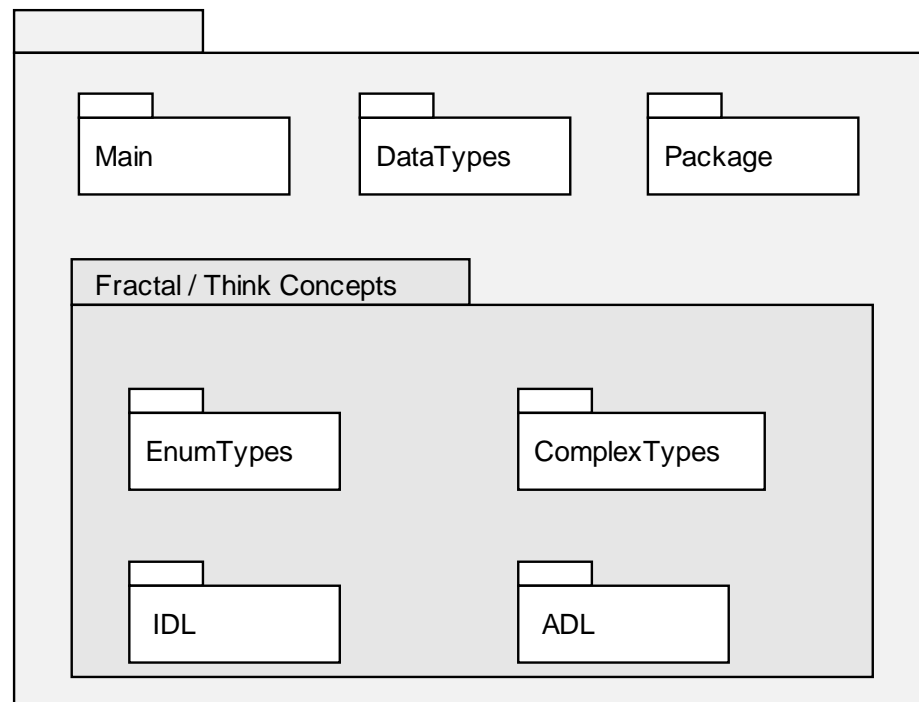 Main
DataTypes
Package
Fractal / Think Concepts
EnumTypes
ComplexTypes
IDL
ADL